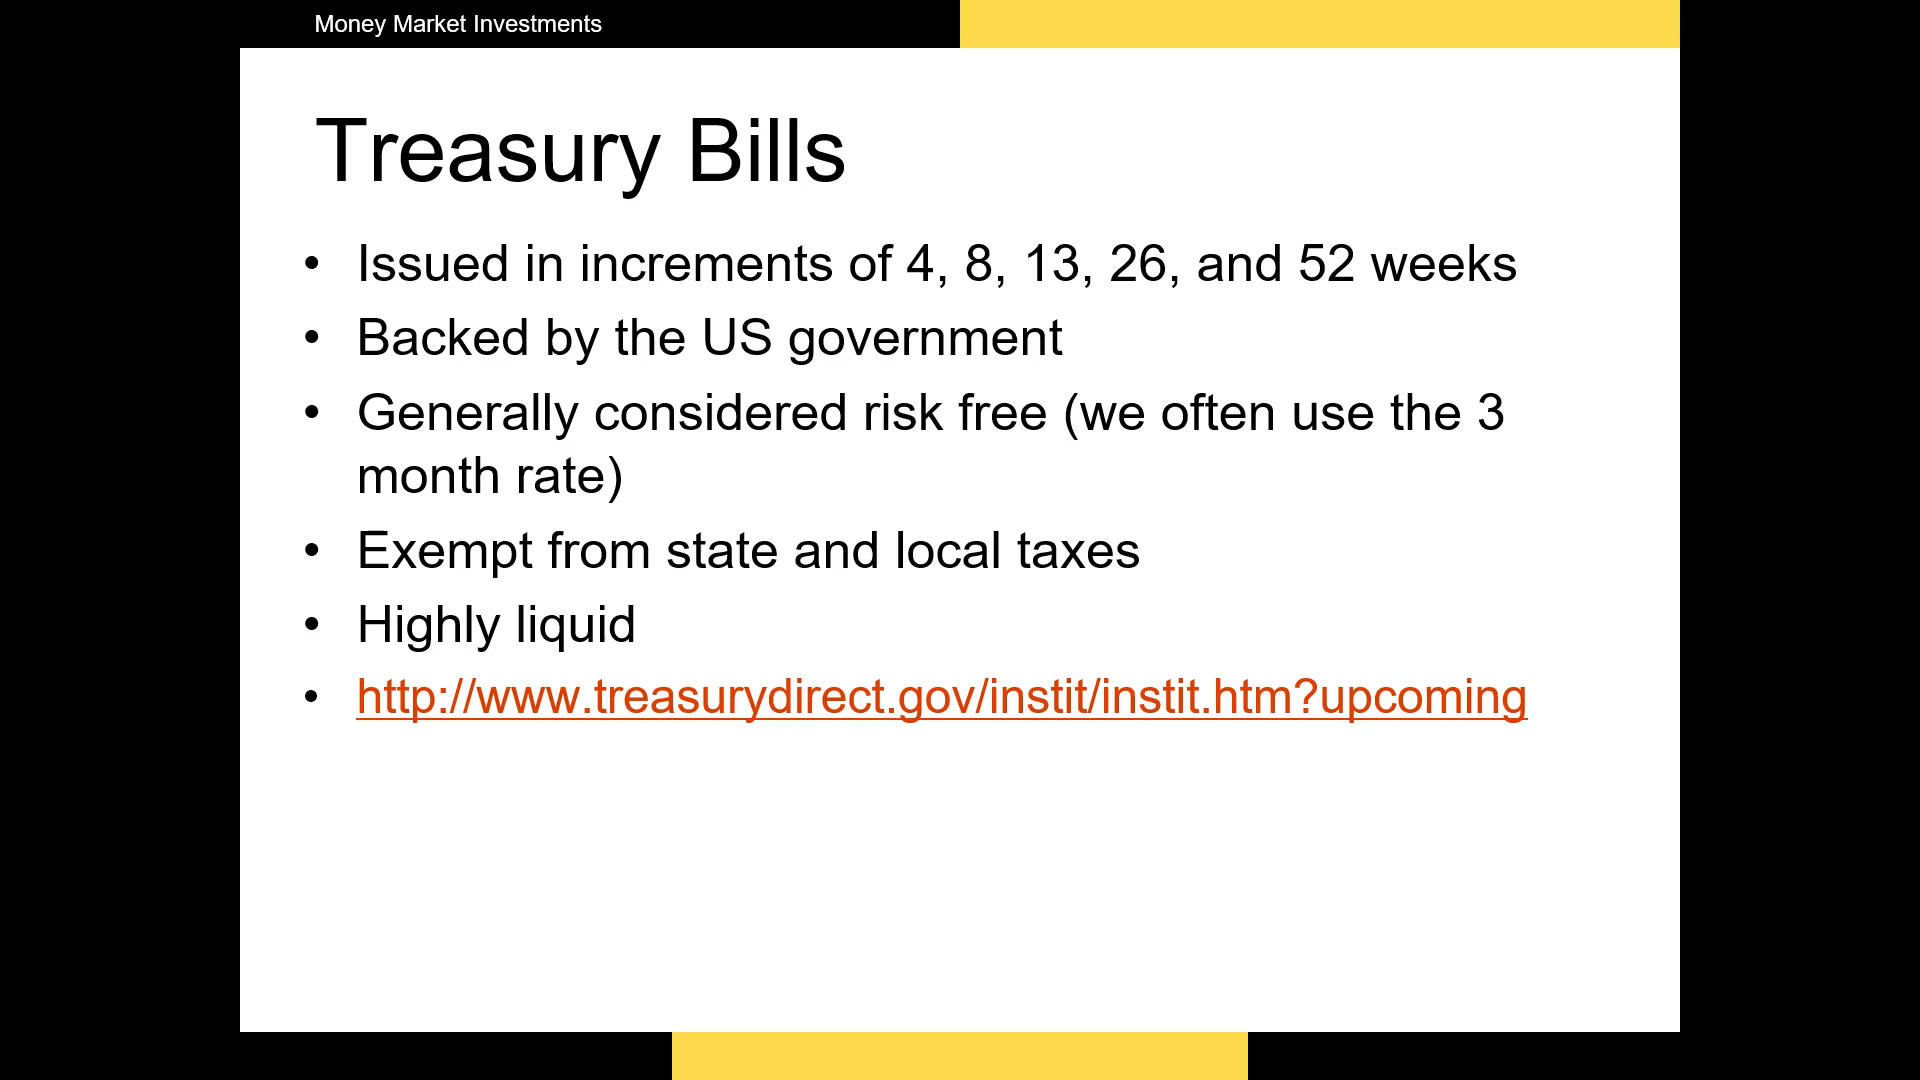 Money Market Investments
Treasury Bills
• Issued in increments of 4, 8, 13, 26, and 52 weeks
• Backed by the US government
• Generally considered risk free (we often use the 3
month rate)
• Exempt from state and local taxes
• Highly liquid
• http://www.treasurydirect.gov/instit/instit.htm?upcoming